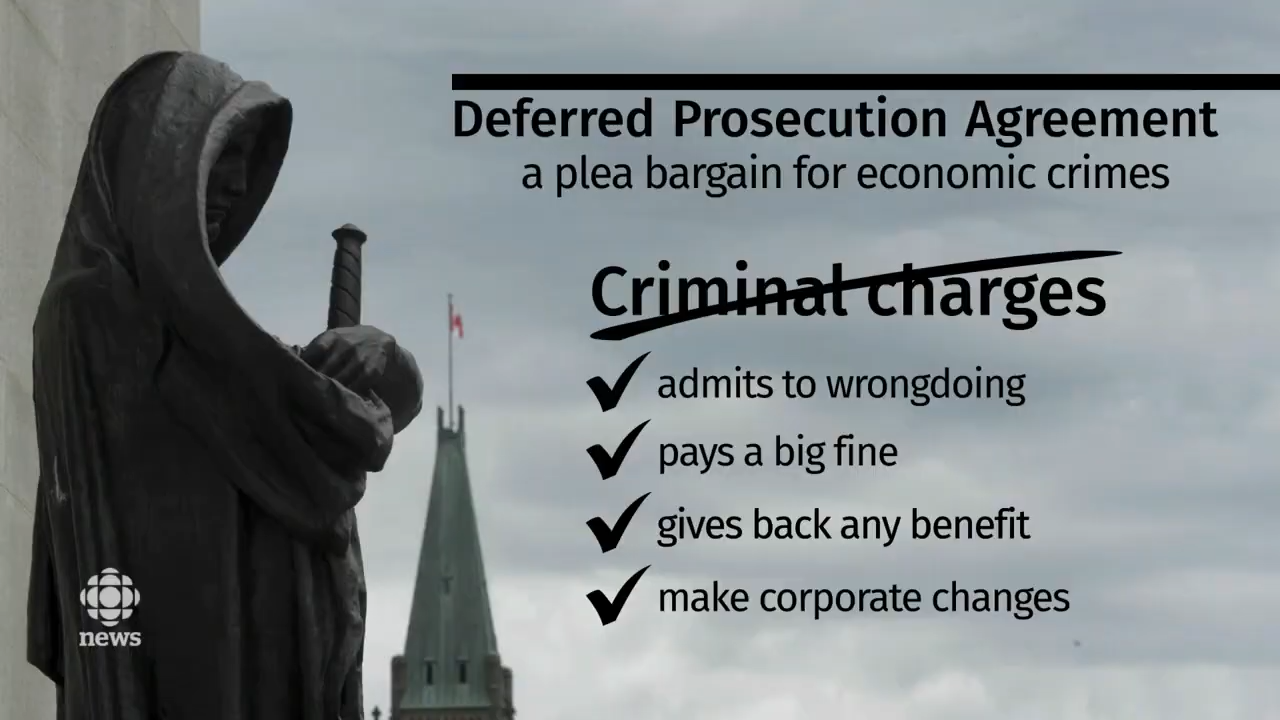 Deferred Prosecution Agreement
a plea bargain for economic crimes
Criminal charges
admits to wrongdoing
pays a big fine
gives back any benefit
make corporate changes
news